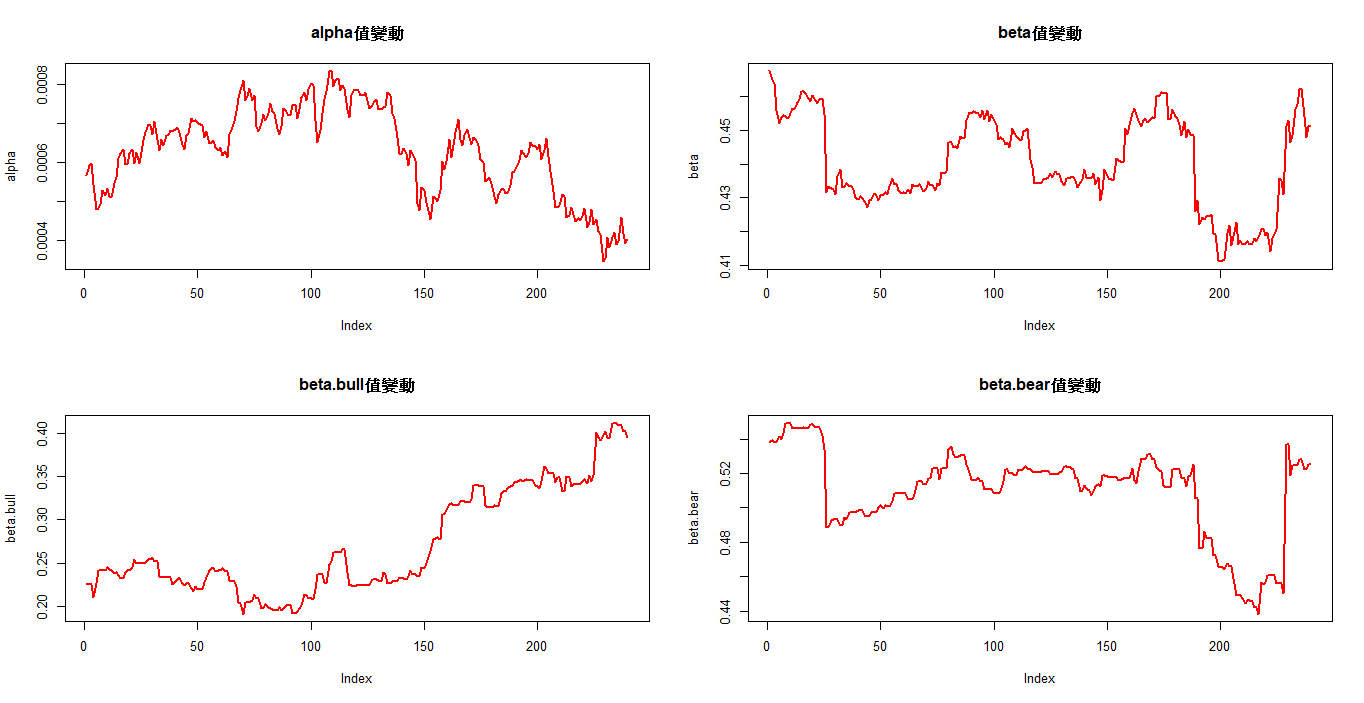 alpha值變動
alpha
0.0004 0.0006 0.0008
0 50 100 150 200
Index
beta值變動
beta
0.41 0.43 0.45
0 50 100 150 200
Index
beta.bull值變動
beta.bull
0.20 0.25 0.30 0.35 0.40
0 50 100 150 200
Index
beta.bear值變動
beta.bear
0.44 0.48 0.52
0 50 100 150 200
Index